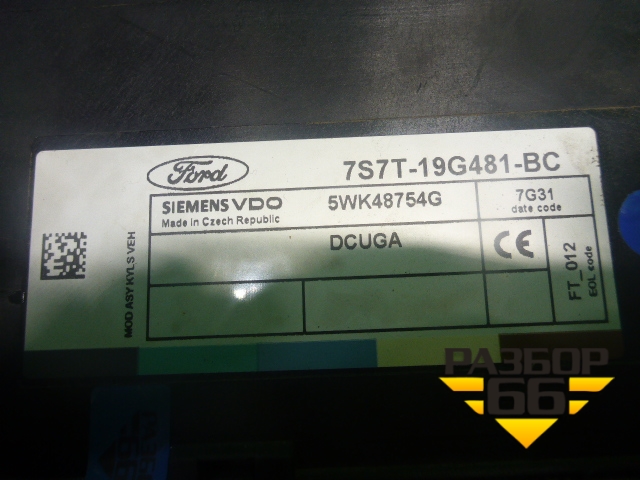 Ford
7S7T-19G481-BC
SIEMENS VDO
Made in Czech Republic
5WK48754G
7G31
date code
DCUGA
CE
FT_012
EOL code
MOD ASY KVLS VEH
РАЗБОР
66